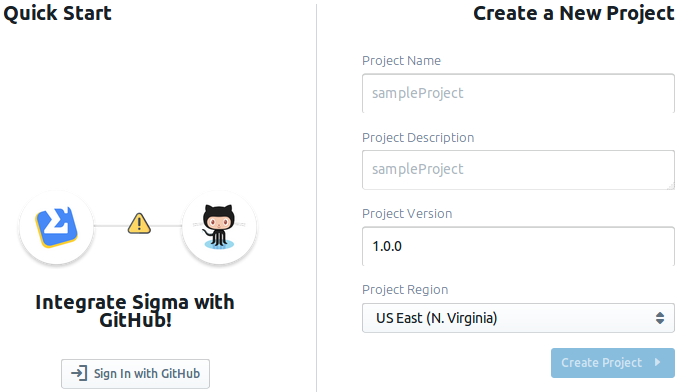 Quick Start
Integrate Sigma with
GitHub!
Sign In with GitHub
Create a New Project
Project Name
sampleProject
Project Description
sampleProject
Project Version
1.0.0
Project Region
US East (N. Virginia)
Create Project